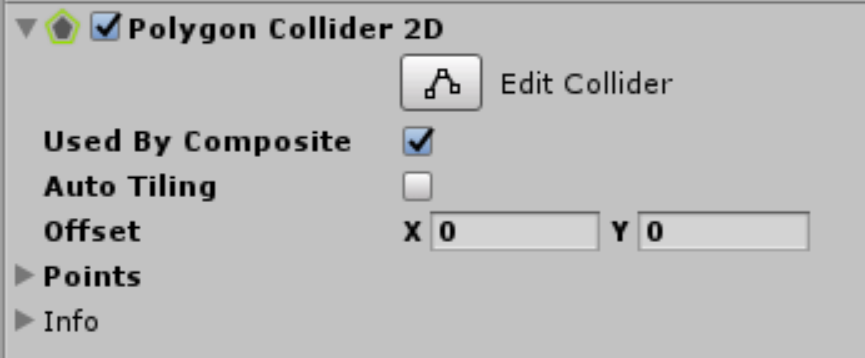 Polygon Collider 2D
Edit Collider
Used By Composite
Auto Tiling
Offset X 0 Y 0
Points
Info